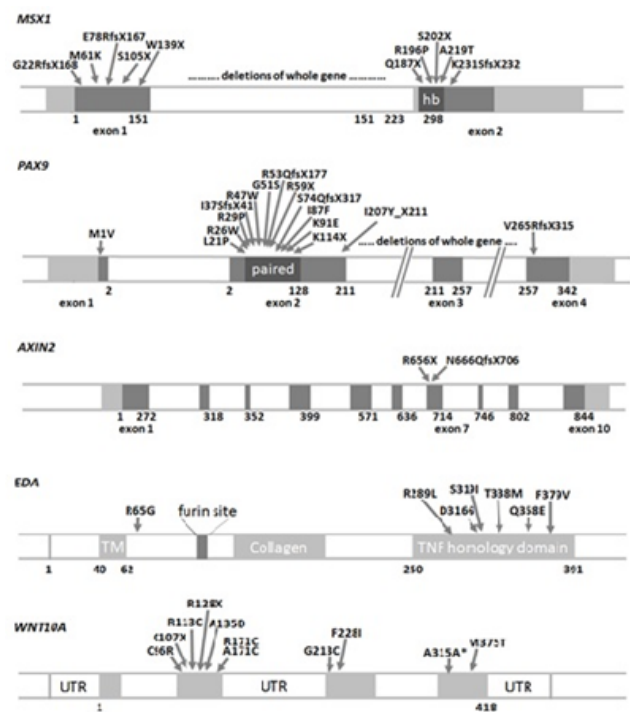 MSX1
E78RfsX167
M61K
W139X
G22RfsX168
S105X
S202X
R196P
A219T
Q187X
K231SfsX232
......... deletions of whole gene ..............
hb
1 151 151 223 298
exon 1 exon 2
PAX9
R53QfsX177
G51S
R59X
R47W
S74QfsX317
I37SfsX41
I87F
R29P
K91E
R26W
K114X
L21P
I207Y_X211
M1V
V265RfsX315
..... deletions of whole gene ....
paired
2 2 128 211 211 257 257 342
exon 1 exon 2 exon 3 exon 4
AXIN2
R656X N666QfsX706
1 272 318 352 399 571 636 714 746 802 844
exon 1 exon 7 exon 10
EDA
R65G
furin site
R289L
S319I
T338M
F379V
Q358E
TM Collagen TNF homology domain
1 40 62 391
WNT10A
R113C
R171C
A171C
F228I
G213C
A315A*
UTR UTR UTR
1 418